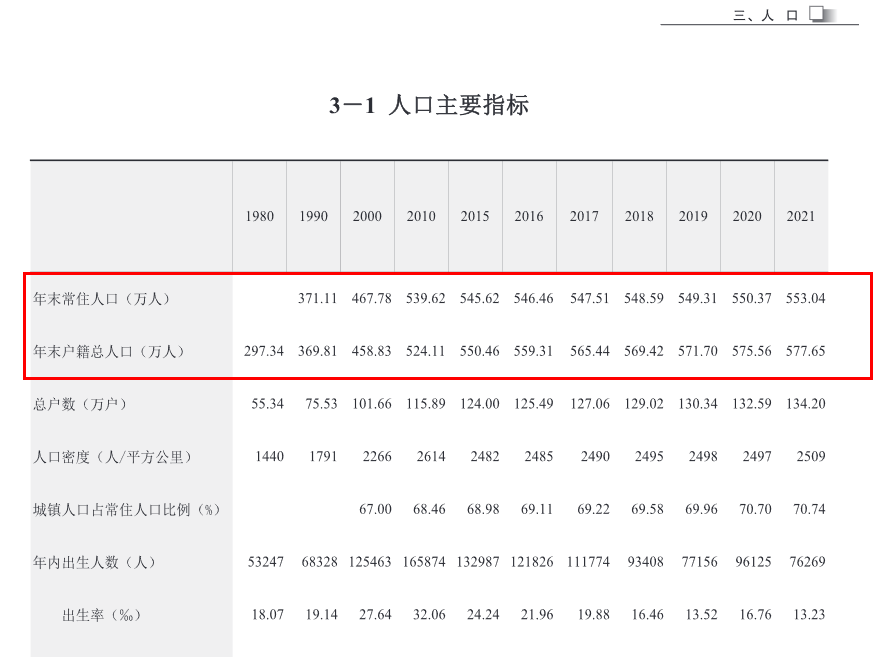 三、人 口
3－1 人口主要指标
1980 1990 2000 2010 2015 2016 2017 2018 2019 2020 2021
年末常住人口（万人） 371.11 467.78 539.62 545.62 546.46 547.51 548.59 549.31 550.37 553.04
年末户籍总人口（万人） 297.34 369.81 458.83 524.11 550.46 559.31 565.44 569.42 571.70 575.56 577.65
总户数（万户） 55.34 75.53 101.66 115.89 124.00 125.49 127.06 129.02 130.34 132.59 134.20
人口密度（人/平方公里） 1440 1791 2266 2614 2482 2485 2490 2495 2498 2497 2509
城镇人口占常住人口比例（%） 67.00 68.46 68.98 69.11 69.22 69.58 69.96 70.70 70.74
年内出生人数（人） 53247 68328 125463 165874 132987 121826 111774 93408 77156 96125 76269
出生率（‰） 18.07 19.14 27.64 32.06 24.24 21.96 19.88 16.46 13.52 16.76 13.23